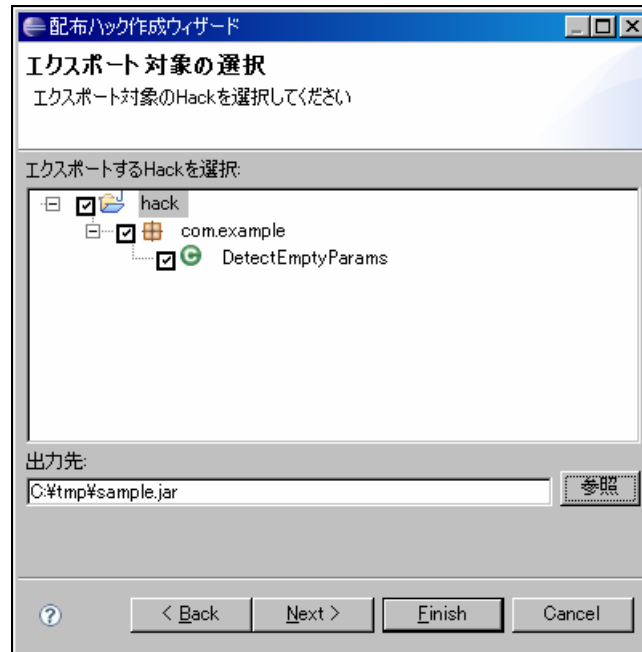 配布ハック作成ウィザード
エクスポート対象の選択
エクスポート対象のHackを選択してください
エクスポートするHackを選択:
hack
com.example
DetectEmptyParams
出力先:
C:¥tmp¥sample.jar
参照
< Back
Next >
Finish
Cancel